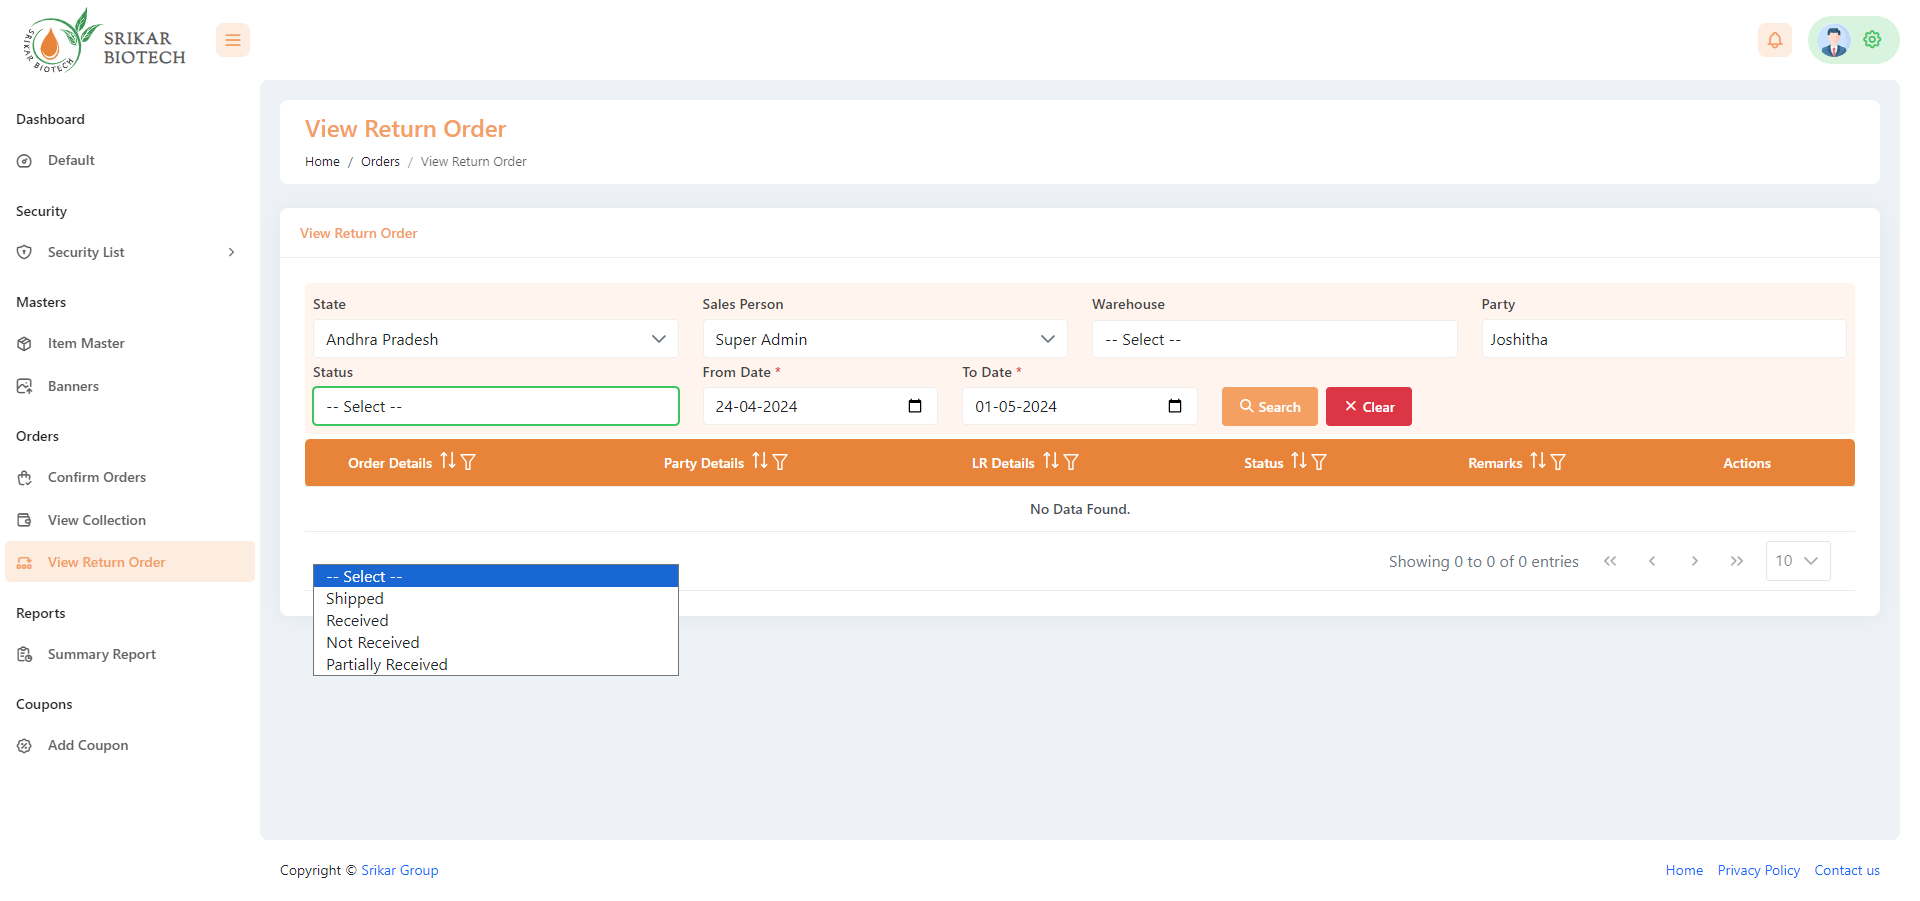 SRIKAR BIOTECH
SRIKAR
BIOTECH
Dashboard
Default
Security
Security List
Masters
Item Master
Banners
Orders
Confirm Orders
View Collection
View Return Order
Reports
Summary Report
Coupons
Add Coupon
View Return Order
Home / Orders / View Return Order
View Return Order
State Sales Person Warehouse Party
Andhra Pradesh Super Admin -- Select -- Joshitha
Status From Date * To Date *
-- Select -- 24-04-2024 01-05-2024 Search Clear
Order Details Party Details LR Details Status Remarks Actions
No Data Found.
Showing 0 to 0 of 0 entries 10
-- Select --
Shipped
Received
Not Received
Partially Received
Copyright © Srikar Group Home Privacy Policy Contact us